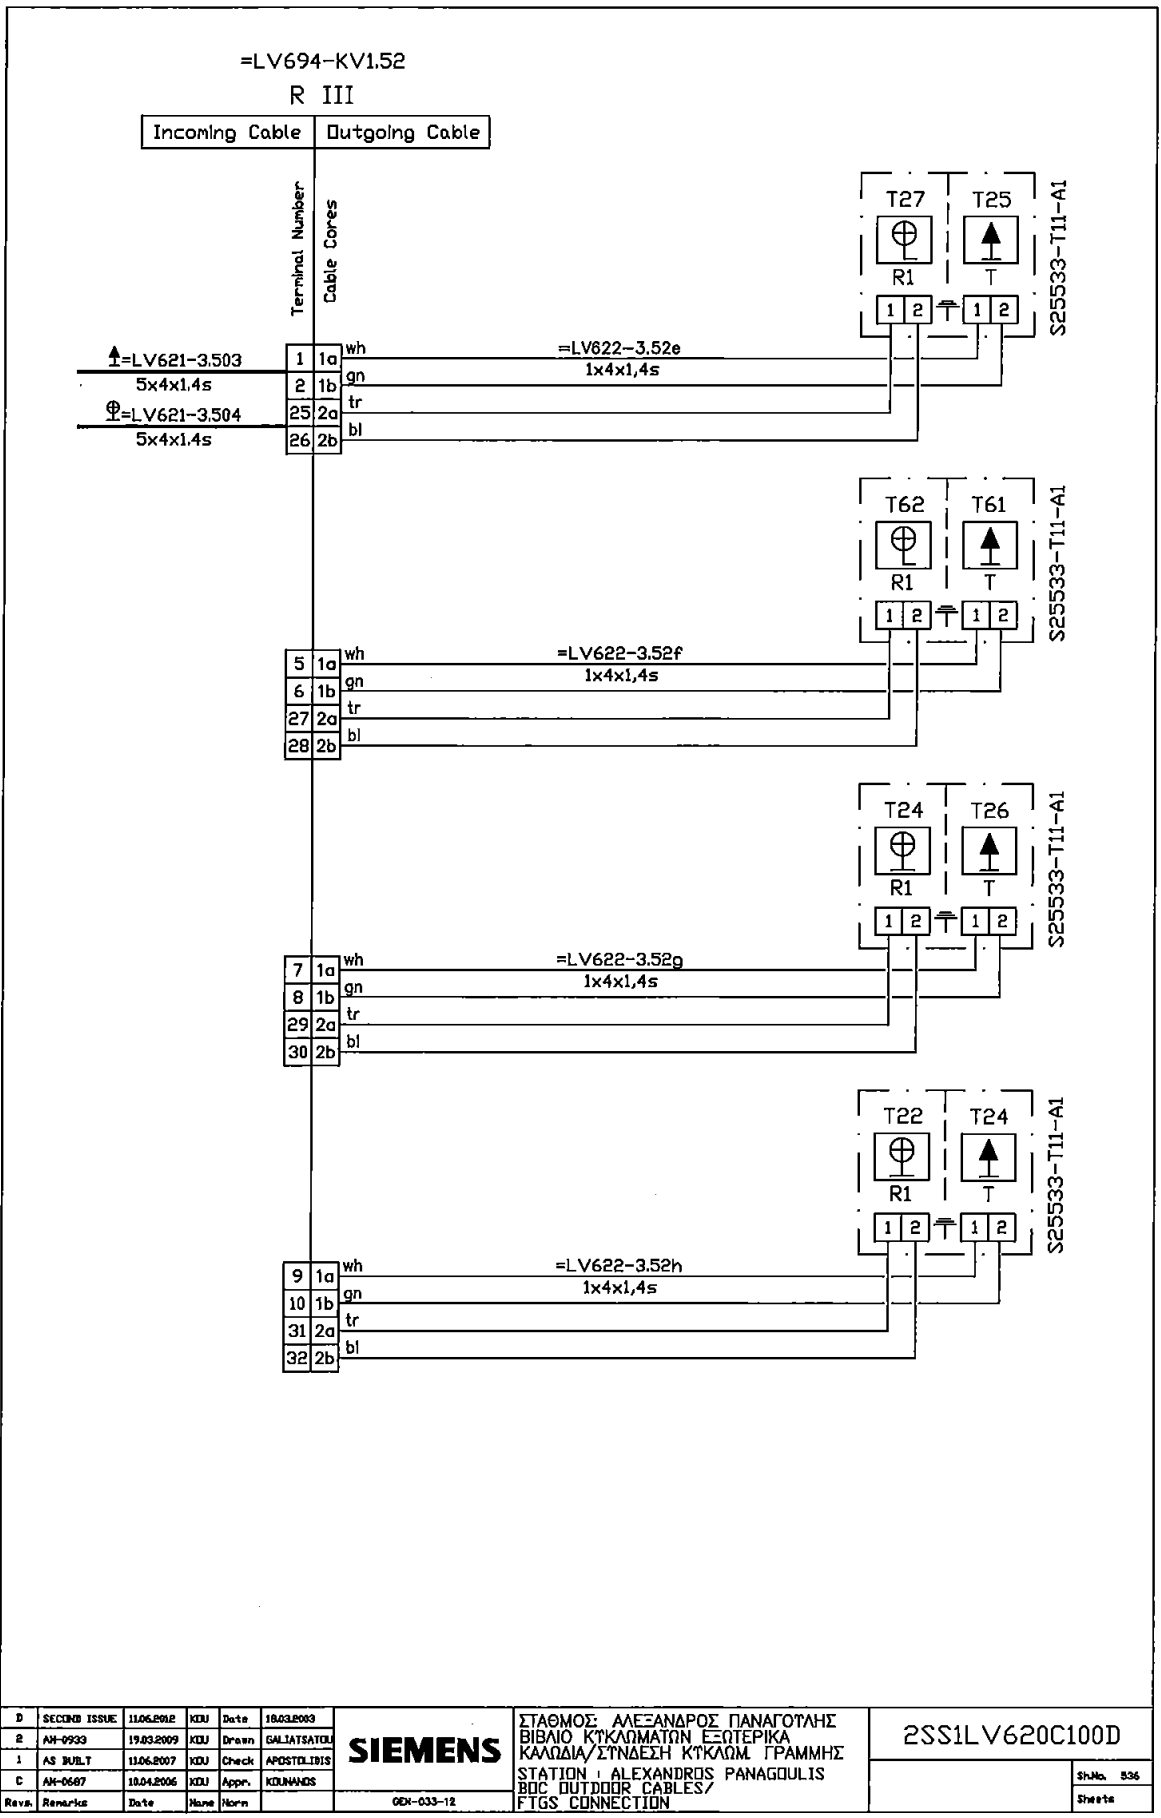 =LV694-KV1.52
R III
Incoming Cable Outgoing Cable
Terminal Number
Cable Cores
T27 T25
R1 T
1 2 1 2
S25533-T11-A1
=LV621-3.503
5x4x1,4s
=LV621-3.504
5x4x1,4s
1 1a wh
2 1b gn
25 2a tr
26 2b bl
=LV622-3.52e
1x4x1,4s
T62 T61
R1 T
1 2 1 2
S25533-T11-A1
5 1a wh
6 1b gn
27 2a tr
28 2b bl
=LV622-3.52f
1x4x1,4s
T24 T26
R1 T
1 2 1 2
S25533-T11-A1
7 1a wh
8 1b gn
29 2a tr
30 2b bl
=LV622-3.52g
1x4x1,4s
T22 T24
R1 T
1 2 1 2
S25533-T11-A1
9 1a wh
10 1b gn
31 2a tr
32 2b bl
=LV622-3.52h
1x4x1,4s
D SECOND ISSUE 11.06.2012 KOU Date 18.03.2003
2 AH-0933 19.03.2009 KOU Drawn GALIATSATOU
1 AS BUILT 11.06.2007 KOU Check APOSTOLIDIS
C AH-0687 10.04.2006 KOU Appr. KOUNANOS
Revs. Remarks Date Name Norm
SIEMENS
GEN-033-12
ΣΤΑΘΜΟΣ: ΑΛΕΞΑΝΔΡΟΣ ΠΑΝΑΓΟΥΛΗΣ
ΒΙΒΛΙΟ ΚΥΚΛΩΜΑΤΩΝ ΕΞΩΤΕΡΙΚΑ
ΚΑΛΩΔΙΑ/ΣΥΝΔΕΣΗ ΚΥΚΛΩΜ. ΓΡΑΜΜΗΣ
STATION : ALEXANDROS PANAGOULIS
BOC OUTDOOR CABLES/
FTGS CONNECTION
2SS1LV620C100D
Sh.No. 536
Sheets